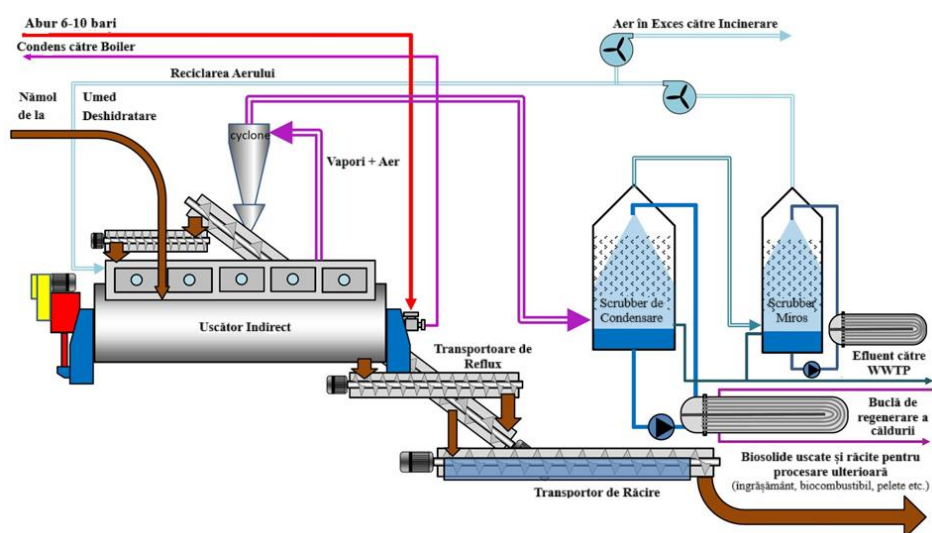 Abur 6-10 bari
Condens către Boiler
Aer în Exces către Incinerare
Reciclarea Aerului
Nămol Umed
de la Deshidratare
cyclone
Vapori + Aer
Uscător Indirect
Scrubber de
Condensare
Scrubber
Miros
Transportoare de
Reflux
Efluent către
WWTP
Buclă de
regenerare a
căldurii
Biosolide uscate și răcite pentru
procesare ulterioară
(îngrășământ, biocombustibil, pelete etc.)
Transportor de Răcire